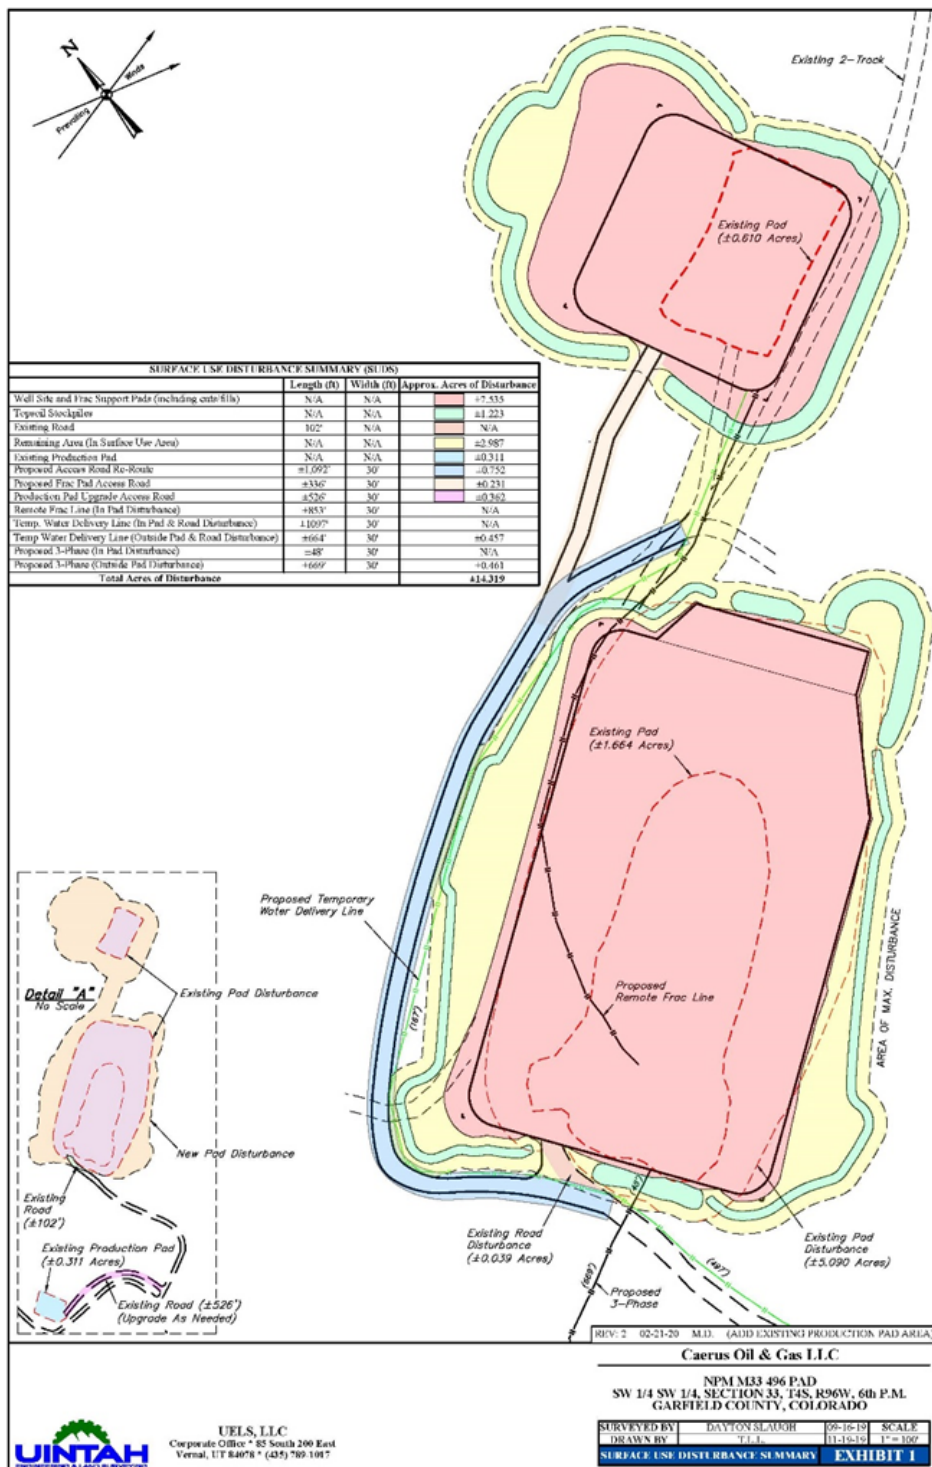 N
Prevailing
Winds
Existing 2-Track
Existing Pad
(±0.610 Acres)
SURFACE USE DISTURBANCE SUMMARY (SUDS)
Length (ft) Width (ft) Approx. Acres of Disturbance
Well Site and Frac Support Pads (including cuts/fills) N/A N/A ±7.535
Topsoil Stockpiles N/A N/A ±1.223
Existing Road 102' N/A N/A
Remaining Area (In Surface Use Area) N/A N/A ±2.987
Existing Production Pad N/A N/A ±0.311
Proposed Access Road Re-Route ±1,092' 30' ±0.752
Proposed Frac Pad Access Road ±336' 30' ±0.231
Production Pad Upgrade Access Road ±526' 30' ±0.362
Remote Frac Line (In Pad Disturbance) ±853' 30' N/A
Temp. Water Delivery Line (In Pad & Road Disturbance) ±1097' 30' N/A
Temp Water Delivery Line (Outside Pad & Road Disturbance) ±664' 30' ±0.457
Proposed 3-Phase (In Pad Disturbance) ±48' 30' N/A
Proposed 3-Phase (Outside Pad Disturbance) ±669' 30' ±0.461
Total Acres of Disturbance ±14.319
Existing Pad
(±1.664 Acres)
Proposed Temporary
Water Delivery Line
(167')
Proposed
Remote Frac Line
AREA OF MAX. DISTURBANCE
Detail "A"
No Scale
Existing Pad Disturbance
New Pad Disturbance
Existing
Road
(±102')
Existing Production Pad
(±0.311 Acres)
Existing Road (±526')
(Upgrade As Needed)
Existing Road
Disturbance
(±0.039 Acres)
48'
(669')
Proposed
3-Phase
(497')
Existing Pad
Disturbance
(±5.090 Acres)
REV: 2 02-21-20 M.D. (ADD EXISTING PRODUCTION PAD AREA)
Caerus Oil & Gas LLC
NPM M33 496 PAD
SW 1/4 SW 1/4, SECTION 33, T4S, R96W, 6th P.M.
GARFIELD COUNTY, COLORADO
SURVEYED BY DAYTON SLAUGH 09-16-19 SCALE
DRAWN BY T.L.L. 11-19-19 1" = 100'
SURFACE USE DISTURBANCE SUMMARY EXHIBIT 1
UINTAH
ENGINEERING & LAND SURVEYING
UELS, LLC
Corporate Office * 85 South 200 East
Vernal, UT 84078 * (435) 789-1017